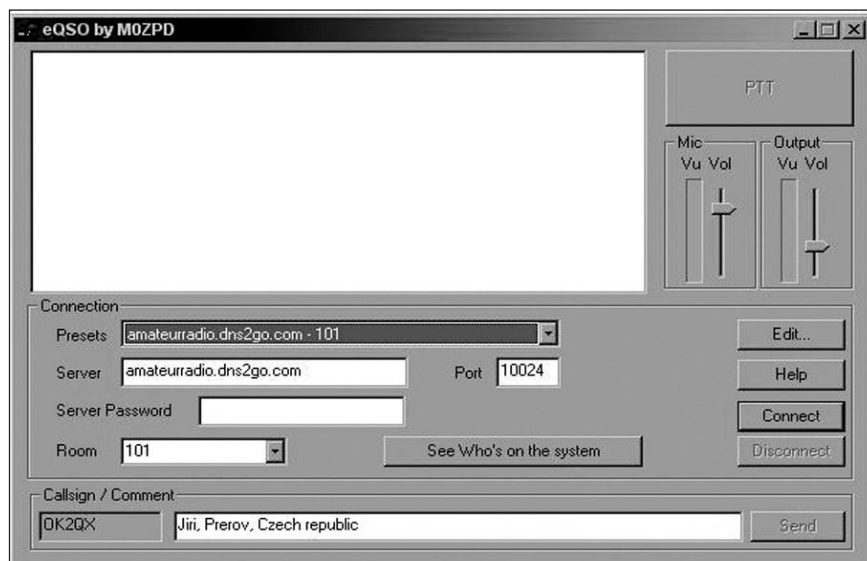 eQSO by M0ZPD
PTT
Mic
Output
Vu Vol
Vu Vol
Connection
Presets
amateurradio.dns2go.com - 101
Edit...
Server
amateurradio.dns2go.com
Port
10024
Help
Server Password
Connect
Room
101
See Who's on the system
Disconnect
Callsign / Comment
OK2QX
Jiri, Prerov, Czech republic
Send